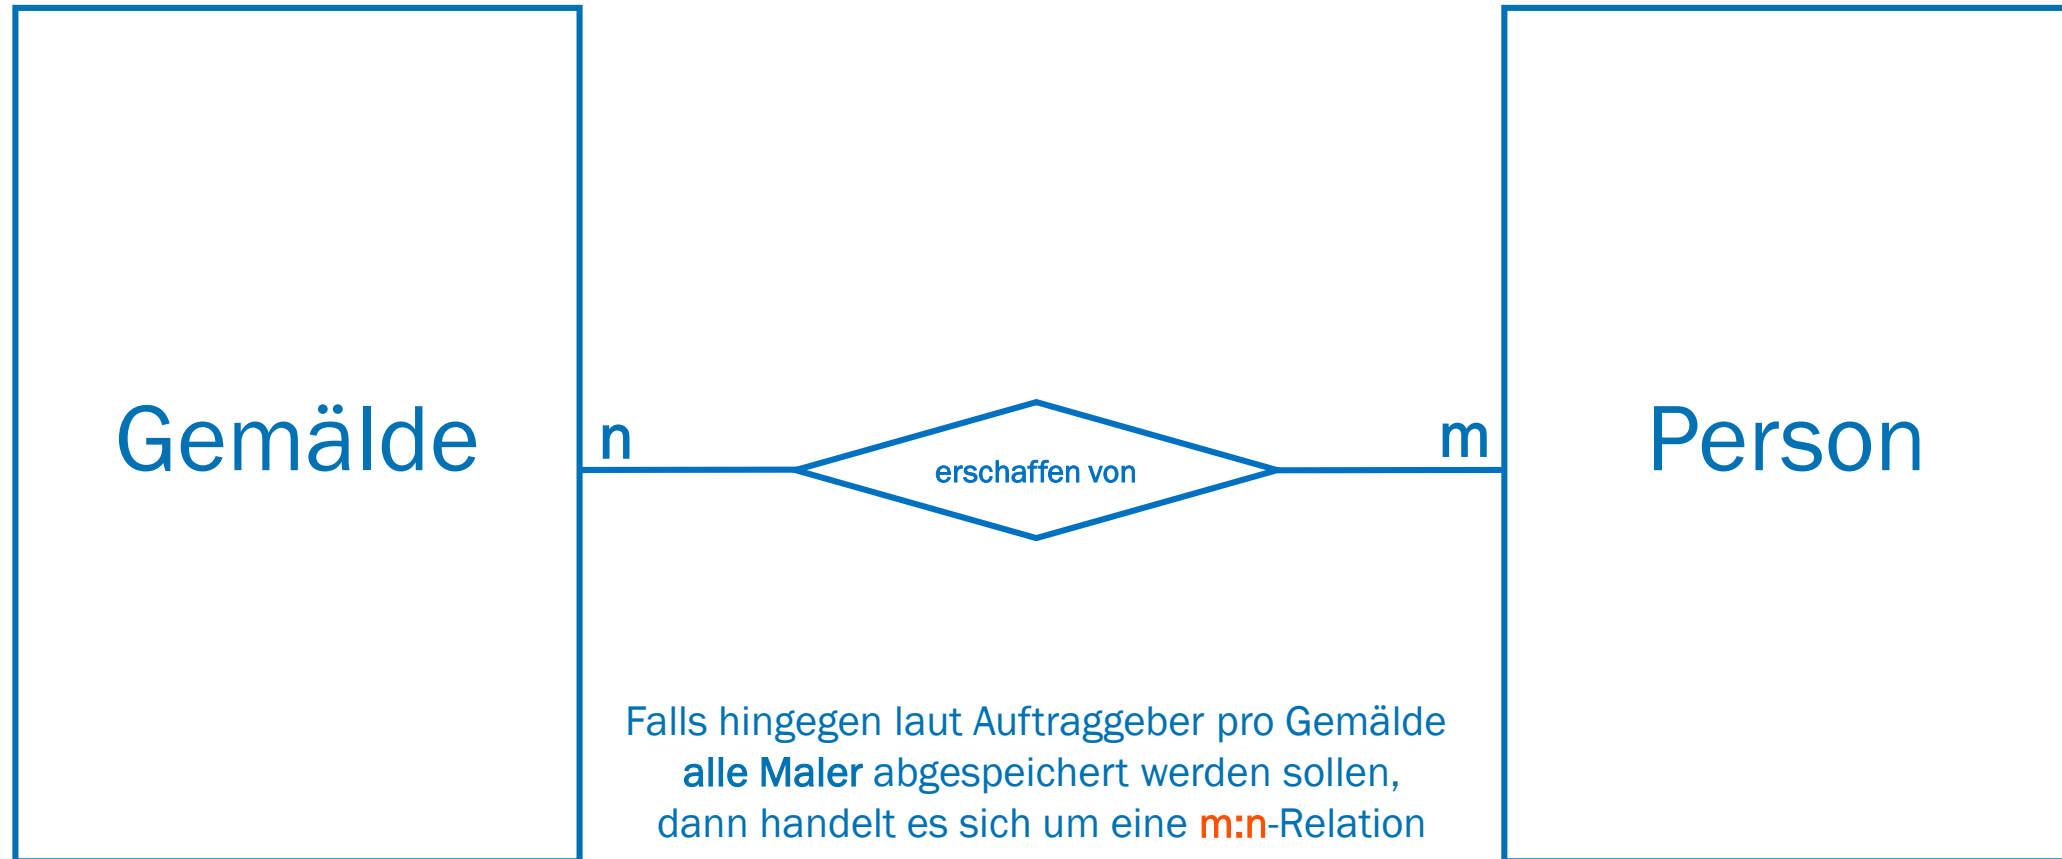 Gemälde
n
erschaffen von
m
Person
Falls hingegen laut Auftraggeber pro Gemälde
alle Maler abgespeichert werden sollen,
dann handelt es sich um eine m:n-Relation